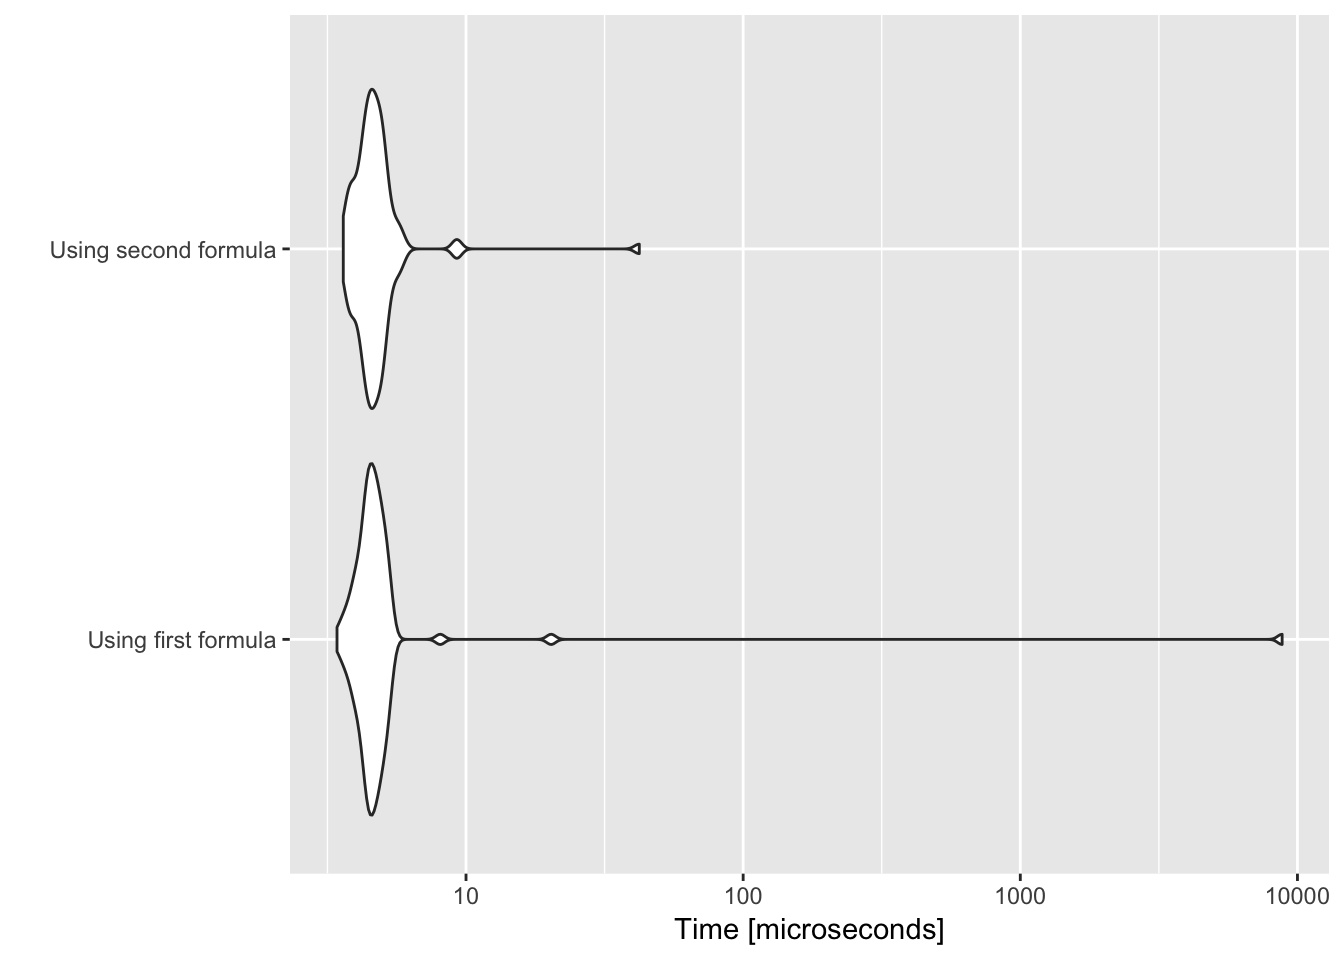 Using second formula
Using first formula
10 100 1000 10000
Time [microseconds]